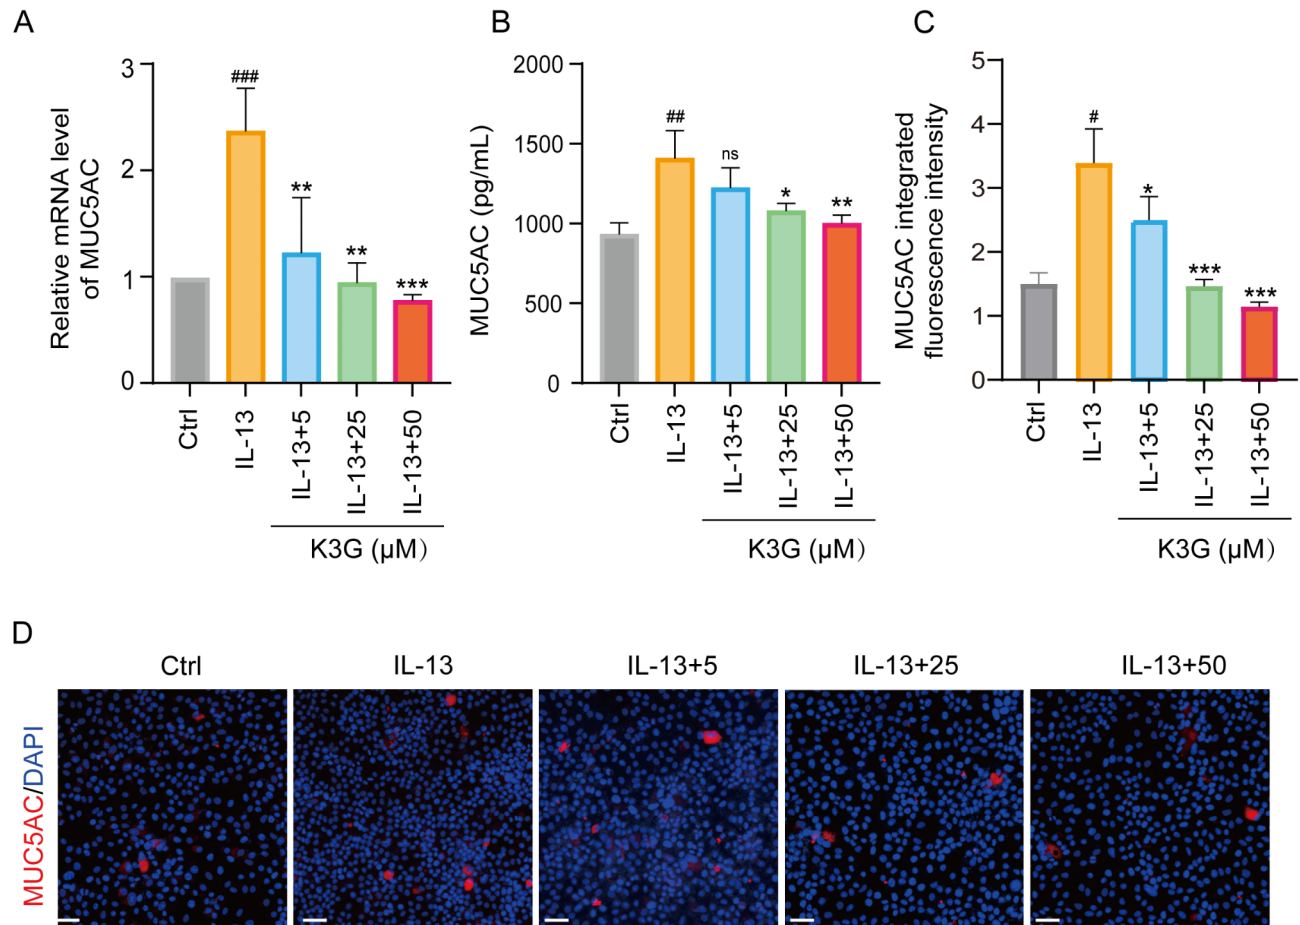 A
Relative mRNA level
of MUC5AC
3
2
1
0
###
**
**
***
Ctrl
IL-13
IL-13+5
IL-13+25
IL-13+50
K3G (μM）
B
MUC5AC (pg/mL)
2000
1500
1000
500
0
##
ns
*
**
Ctrl
IL-13
IL-13+5
IL-13+25
IL-13+50
K3G (μM）
C
MUC5AC integrated
fluorescence intensity
5
4
3
2
1
0
#
*
***
***
Ctrl
IL-13
IL-13+5
IL-13+25
IL-13+50
K3G (μM）
D
Ctrl
IL-13
IL-13+5
IL-13+25
IL-13+50
MUC5AC/DAPI